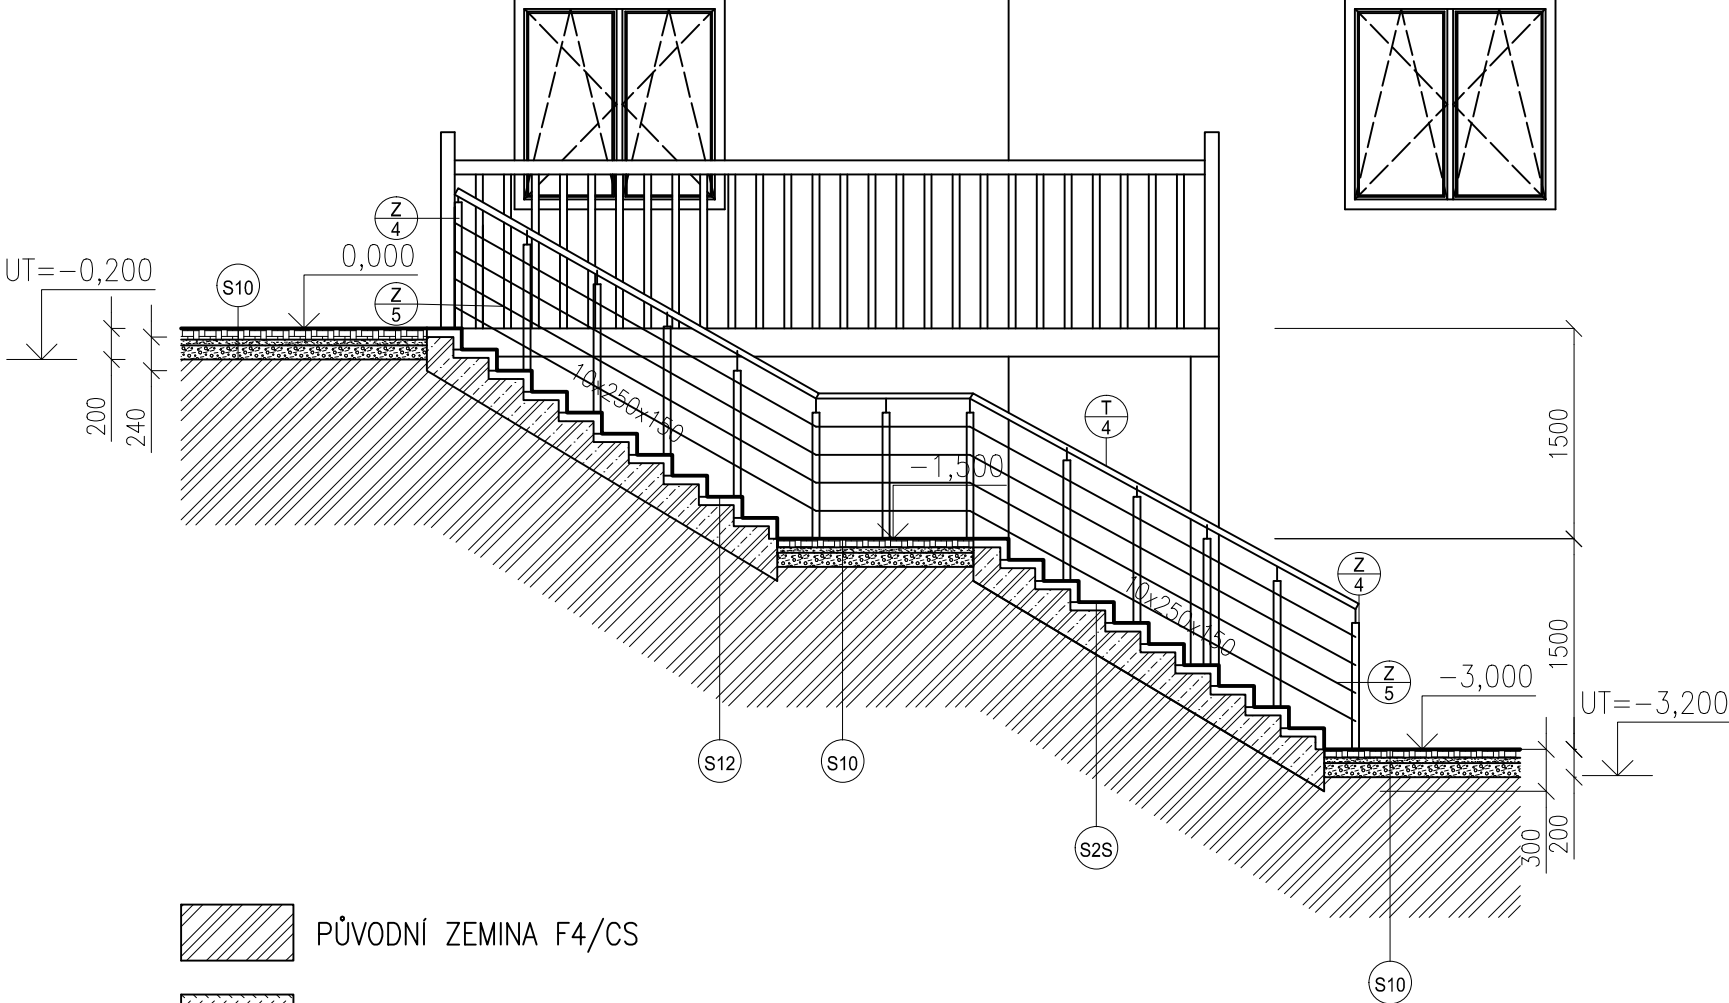 Z
4
0,000
UT=-0,200
S10
Z
5
10x250x150
T
4
1500
200
240
-1,500
Z
4
10x250x150
1500
Z
5
-3,000
UT=-3,200
S12
S10
S2S
300
200
PŮVODNÍ ZEMINA F4/CS
S10